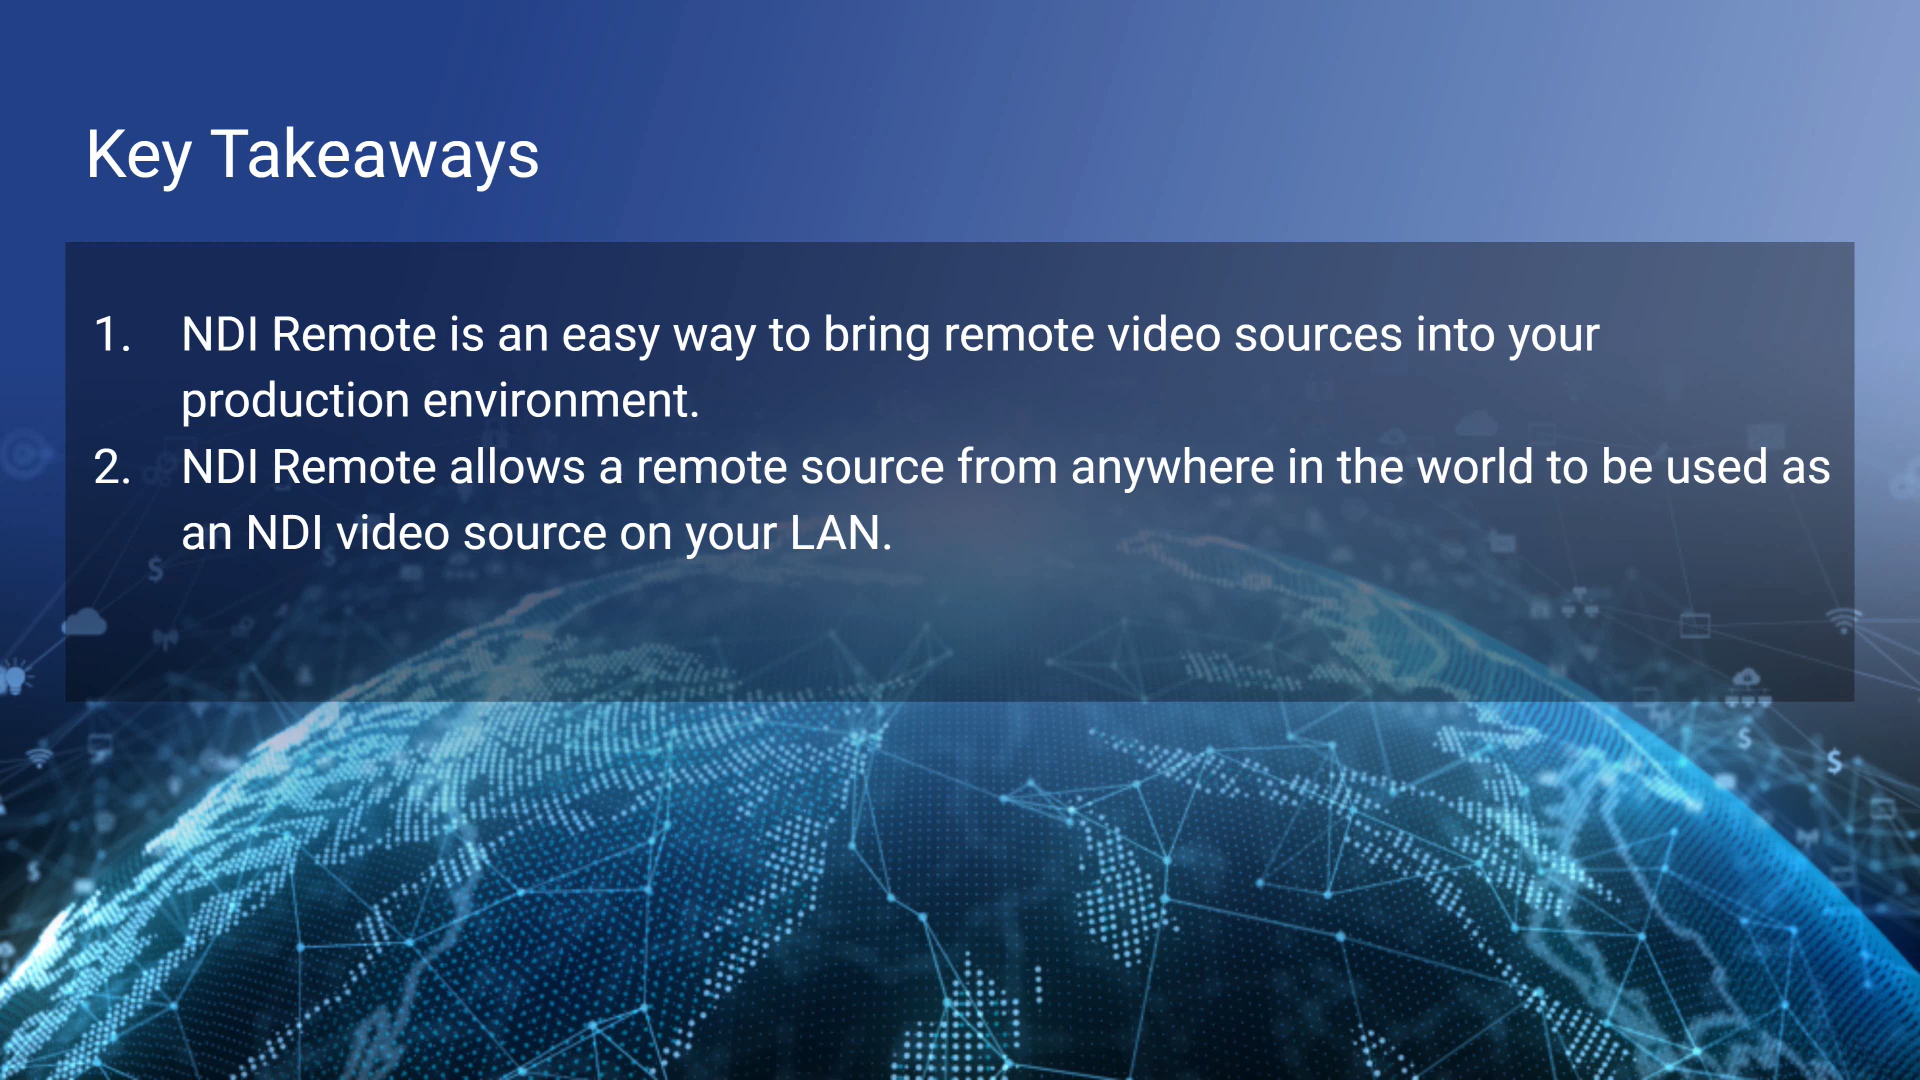 Key Takeaways
1. NDI Remote is an easy way to bring remote video sources into your
production environment.
2. NDI Remote allows a remote source from anywhere in the world to be used as
an NDI video source on your LAN.